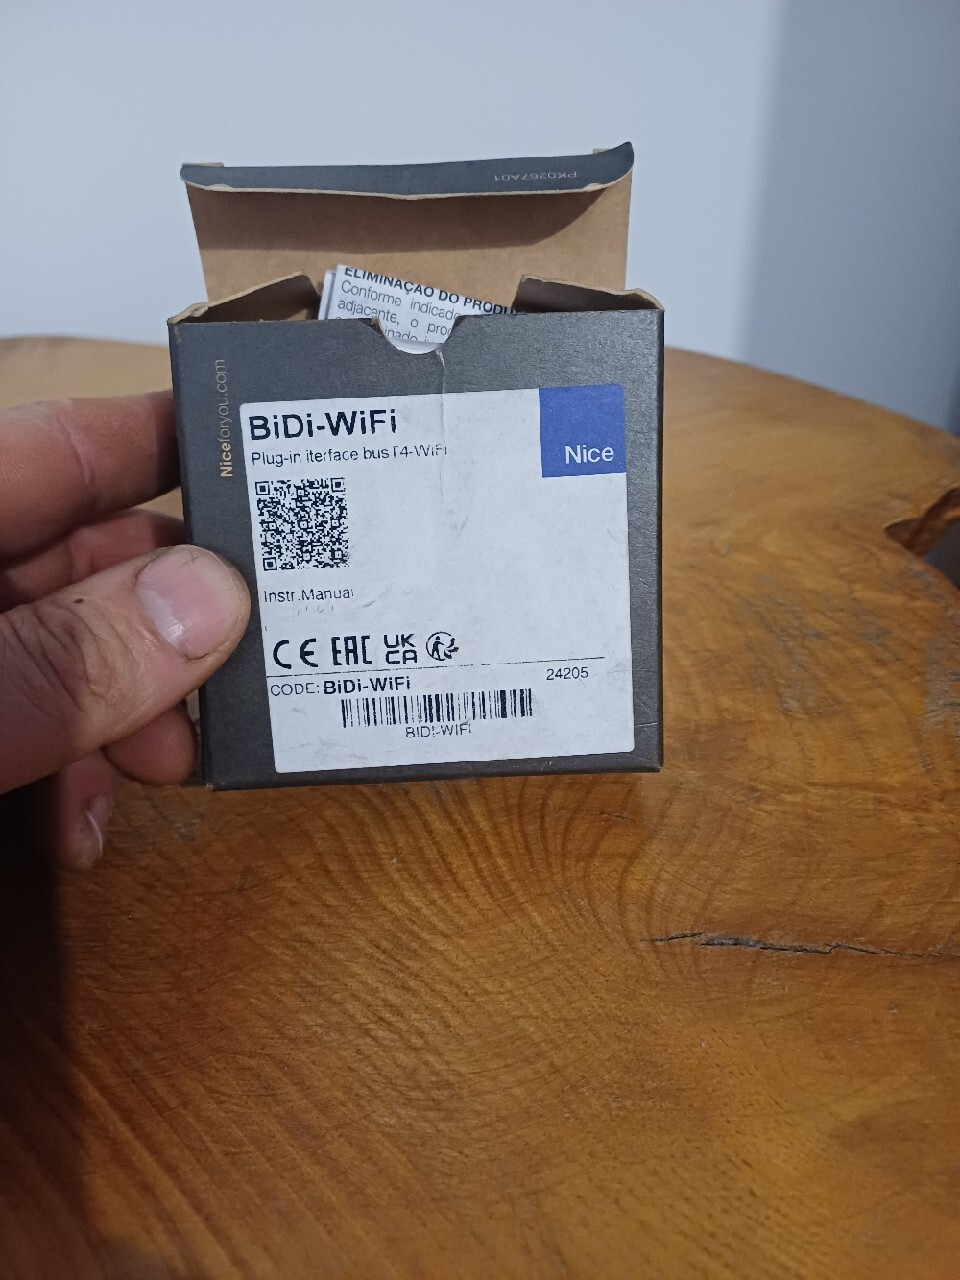 PK0267A01
ELIMINAÇÃO DO PRODU
Conforme indicado
adjacente, o pro
Niceforyou.com
BiDi-WiFi
Plug-in iterface bus T4-WiFi
Nice
Instr.Manual
CE EAC UK CA
CODE: BiDi-WiFi
24205
BIDI-WIFI